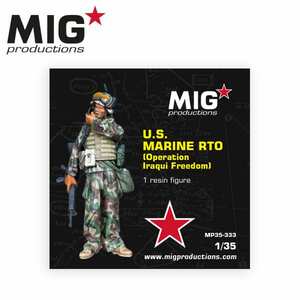 MIG
productions
MIG
productions
U.S.
MARINE RTO
(Operation
Iraqui Freedom)
1 resin figure
MP35-333
1/35
www.migproductions.com